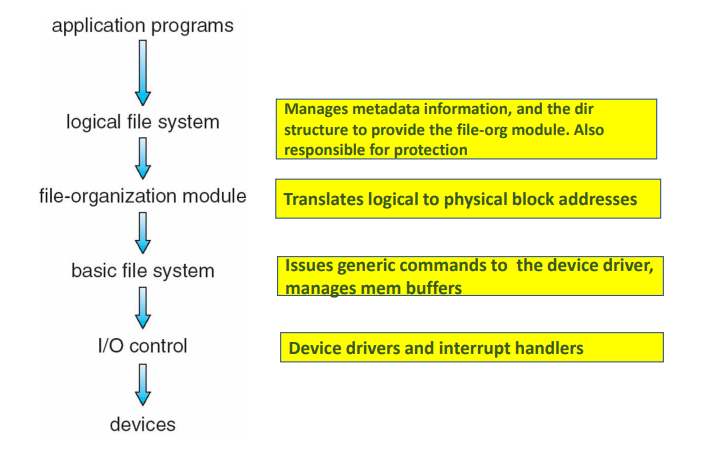 application programs
logical file system
Manages metadata information, and the dir
structure to provide the file-org module. Also
responsible for protection
file-organization module
Translates logical to physical block addresses
basic file system
Issues generic commands to  the device driver,
manages mem buffers
I/O control
Device drivers and interrupt handlers
devices